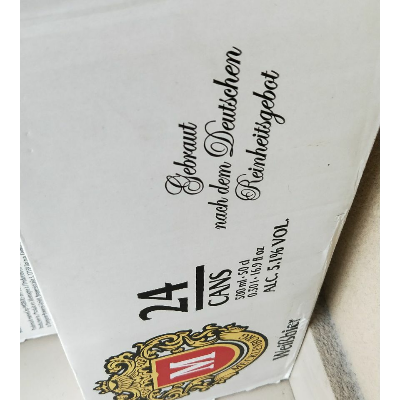 Gebraut
nach dem Deutschen
Reinheitsgebot
24
CANS
500 ml · 50 cl
0.50 l · 16.9 fl oz
ALC. 5.1% VOL.
M
Weißbier